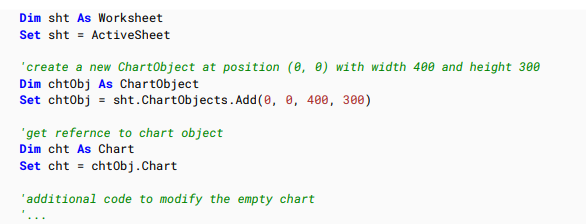 Dim sht As Worksheet
Set sht = ActiveSheet
'create a new ChartObject at position (0, 0) with width 400 and height 300
Dim chtObj As ChartObject
Set chtObj = sht.ChartObjects.Add(0, 0, 400, 300)
'get refernce to chart object
Dim cht As Chart
Set cht = chtObj.Chart
'additional code to modify the empty chart
'...